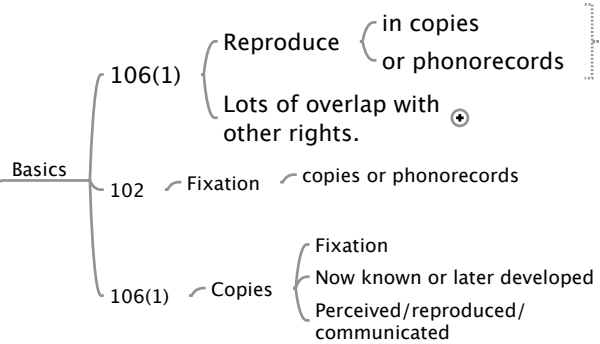 Basics
106(1)
Reproduce
in copies
or phonorecords
Lots of overlap with
other rights.
102
Fixation
copies or phonorecords
106(1)
Copies
Fixation
Now known or later developed
Perceived/reproduced/
communicated